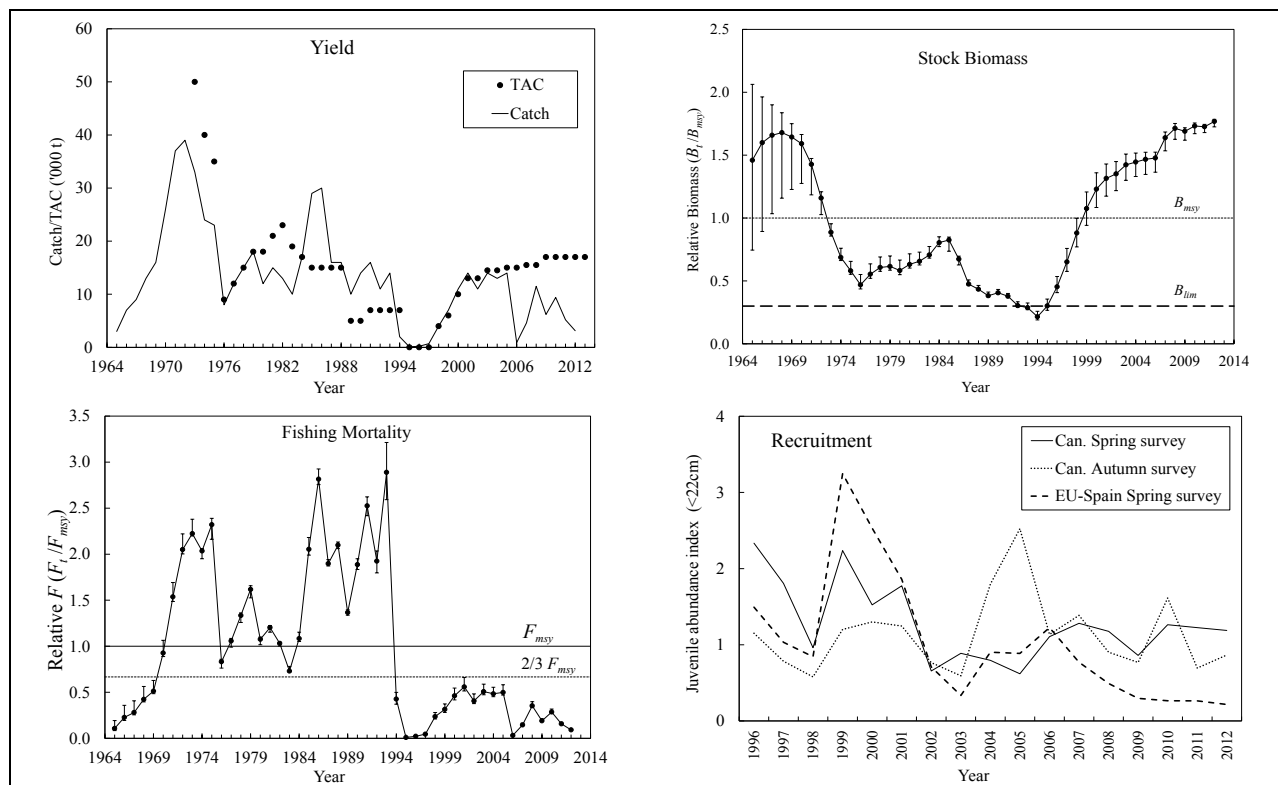 Yield
TAC
Catch
Catch/TAC ('000 t)
60
50
40
30
20
10
0
1964 1970 1976 1982 1988 1994 2000 2006 2012
Year
Stock Biomass
Relative Biomass (Bt/Bmsy)
2.5
2.0
1.5
1.0
0.5
0.0
Bmsy
Blim
1964 1969 1974 1979 1984 1989 1994 1999 2004 2009 2014
Year
Fishing Mortality
Relative F (Ft/Fmsy)
3.5
3.0
2.5
2.0
1.5
1.0
0.5
0.0
Fmsy
2/3 Fmsy
1964 1969 1974 1979 1984 1989 1994 1999 2004 2009 2014
Year
Recruitment
Can. Spring survey
Can. Autumn survey
EU-Spain Spring survey
Juvenile abundance index (<22cm)
4
3
2
1
0
1996 1997 1998 1999 2000 2001 2002 2003 2004 2005 2006 2007 2008 2009 2010 2011 2012
Year